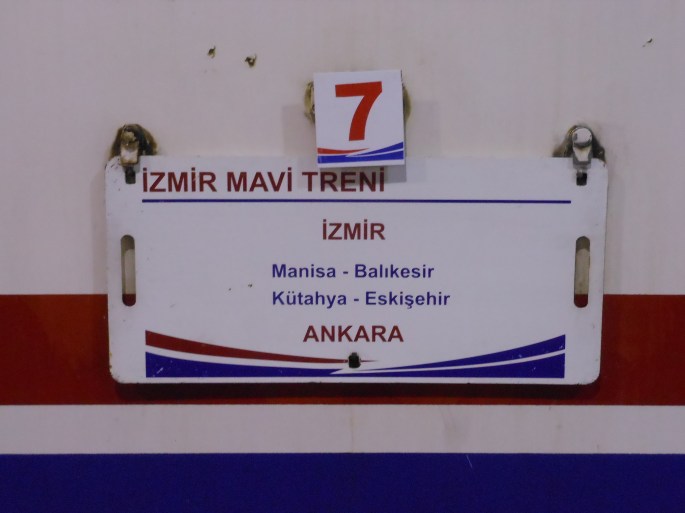 7
İZMİR MAVİ TRENİ
İZMİR
Manisa - Balıkesir
Kütahya - Eskişehir
ANKARA